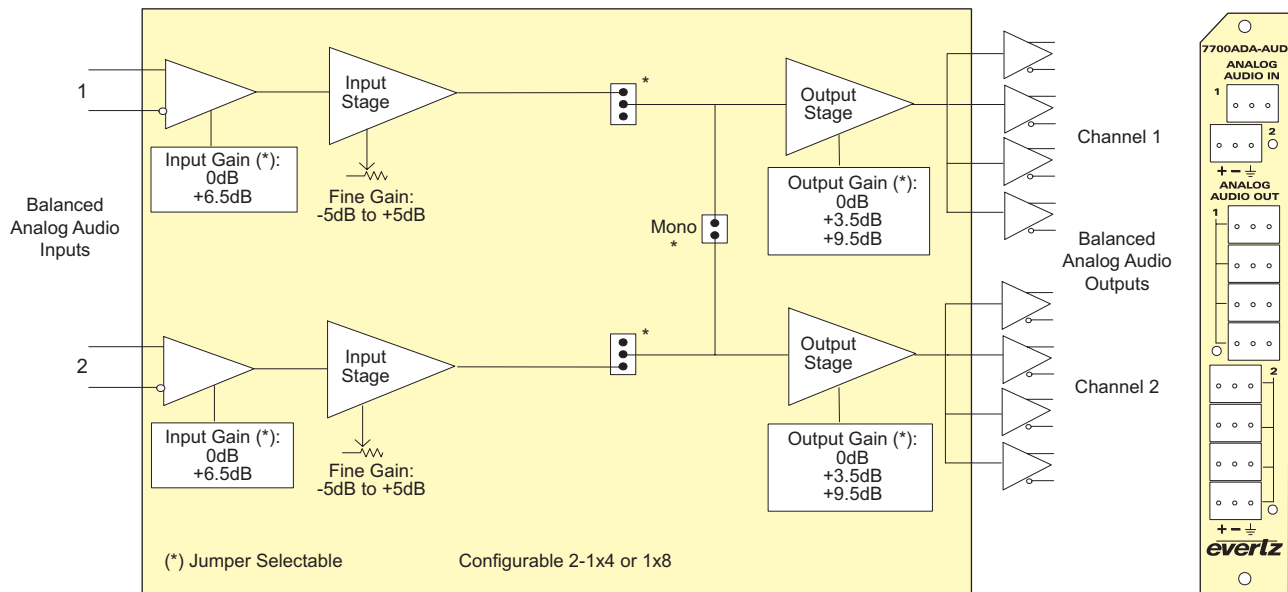 1
Input
Stage
*
Output
Stage
Channel 1
Input Gain (*):
0dB
+6.5dB
Fine Gain:
-5dB to +5dB
Output Gain (*):
0dB
+3.5dB
+9.5dB
Balanced
Analog Audio
Inputs
Mono
*
Balanced
Analog Audio
Outputs
2
Input
Stage
*
Output
Stage
Channel 2
Input Gain (*):
0dB
+6.5dB
Fine Gain:
-5dB to +5dB
Output Gain (*):
0dB
+3.5dB
+9.5dB
(*) Jumper Selectable
Configurable 2-1x4 or 1x8
7700ADA-AUD
ANALOG
AUDIO IN
1
2
+ -
ANALOG
AUDIO OUT
1
2
+ -
evertz